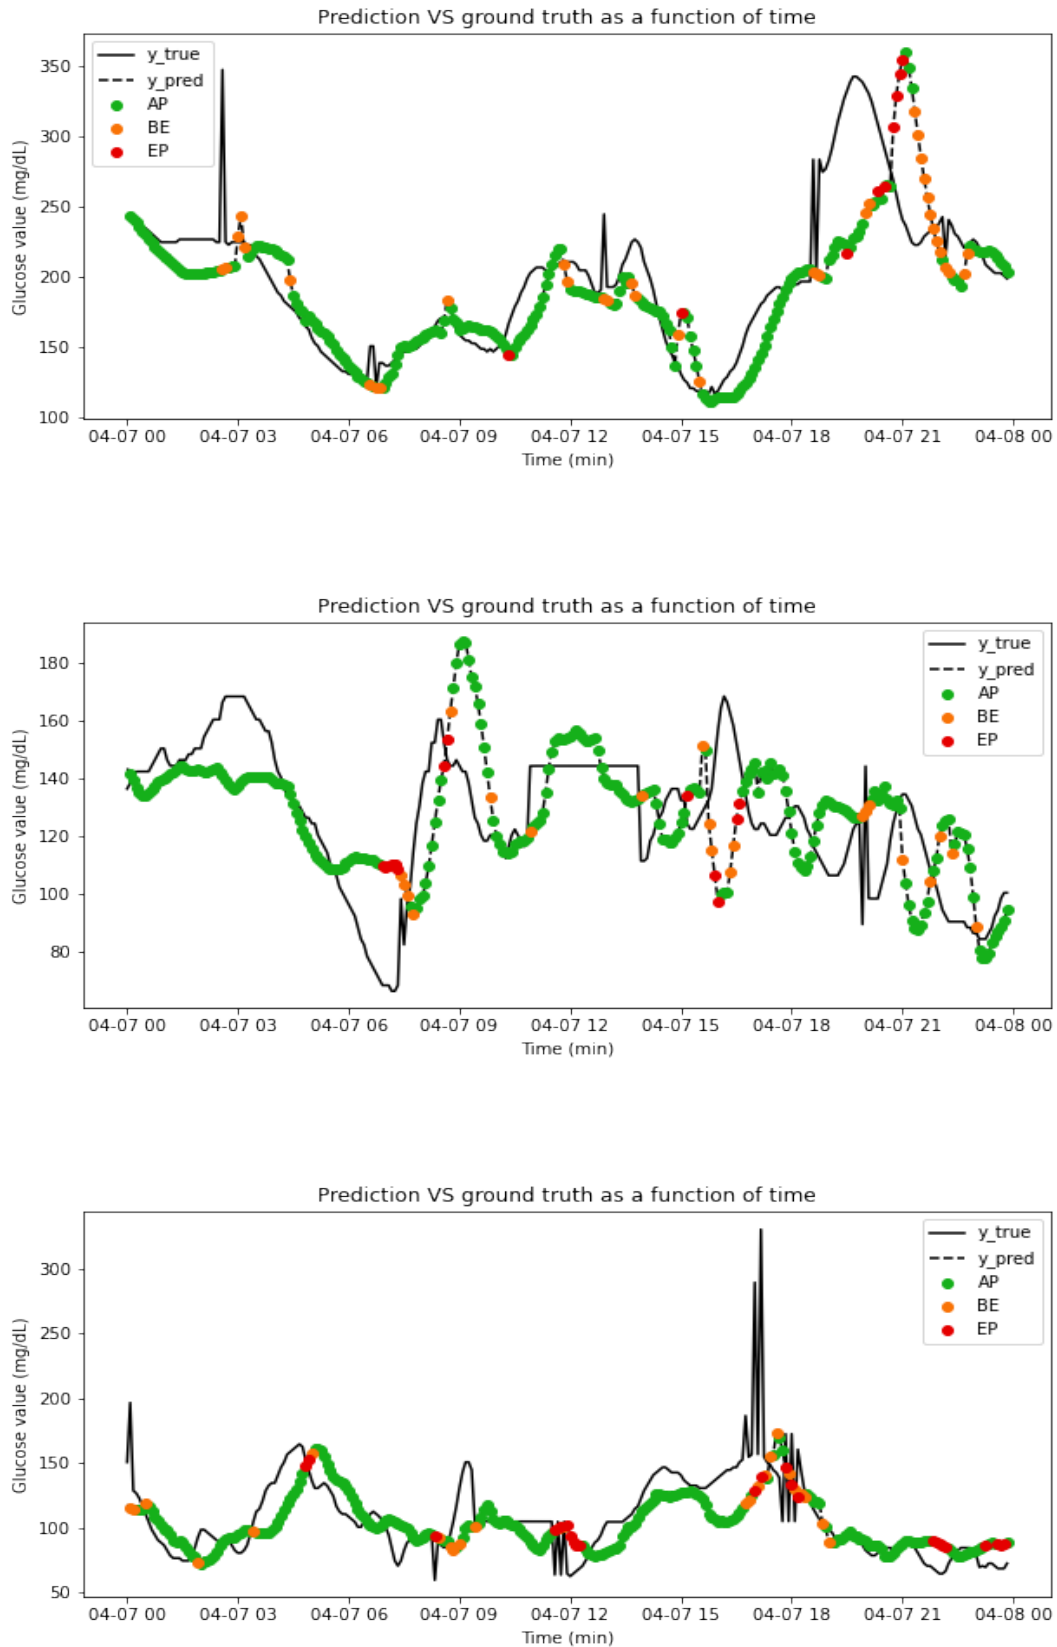 Prediction VS ground truth as a function of time
y_true
y_pred
AP
BE
EP
350
300
250
200
150
100
Glucose value (mg/dL)
04-07 00 04-07 03 04-07 06 04-07 09 04-07 12 04-07 15 04-07 18 04-07 21 04-08 00
Time (min)
Prediction VS ground truth as a function of time
y_true
y_pred
AP
BE
EP
180
160
140
120
100
80
Glucose value (mg/dL)
04-07 00 04-07 03 04-07 06 04-07 09 04-07 12 04-07 15 04-07 18 04-07 21 04-08 00
Time (min)
Prediction VS ground truth as a function of time
y_true
y_pred
AP
BE
EP
300
250
200
150
100
50
Glucose value (mg/dL)
04-07 00 04-07 03 04-07 06 04-07 09 04-07 12 04-07 15 04-07 18 04-07 21 04-08 00
Time (min)